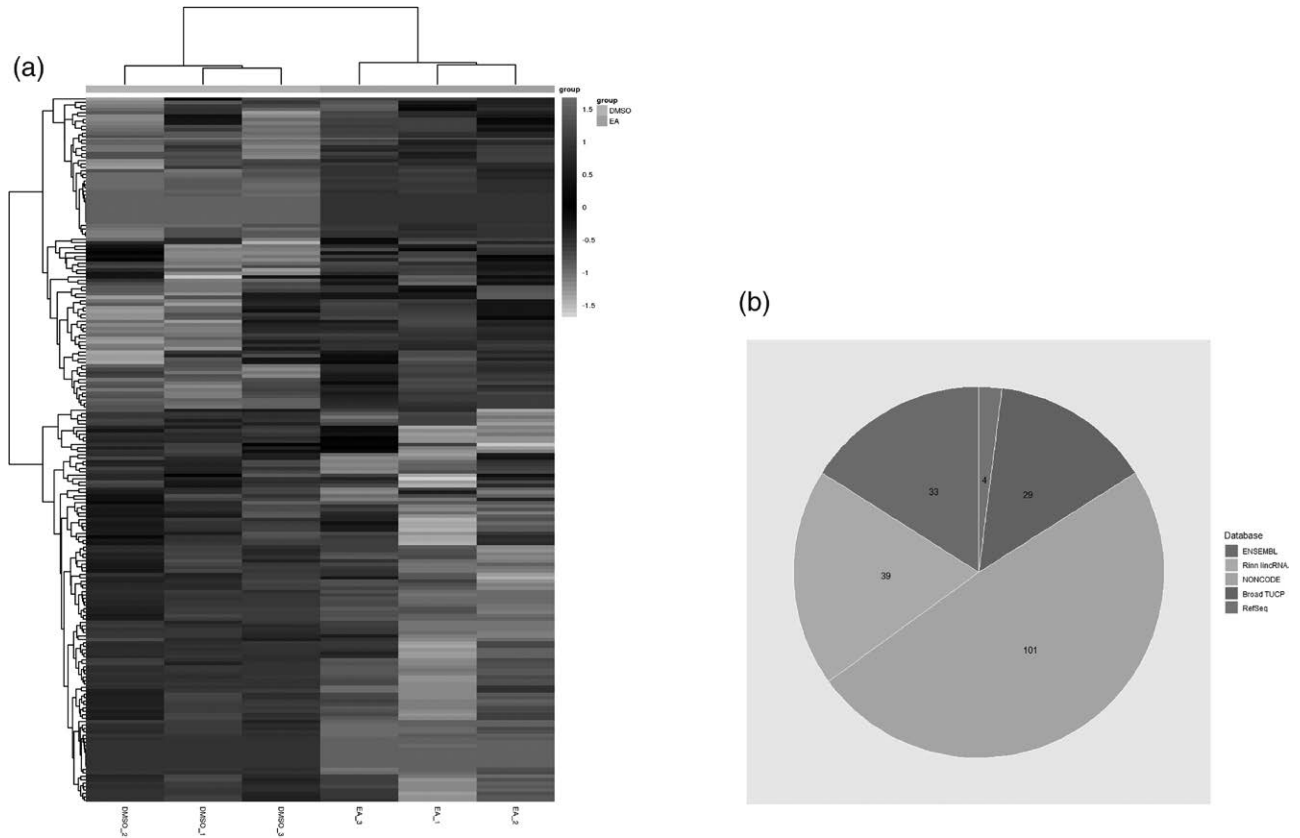 (a)
group
1.5
1
0.5
0
-0.5
-1
-1.5
group
DMSO
EA
DMSO_2
DMSO_1
DMSO_3
EA_3
EA_1
EA_2
(b)
33
4
29
39
101
Database
ENSEMBL
Rinn lincRNA.
NONCODE
Broad TUCP
RefSeq